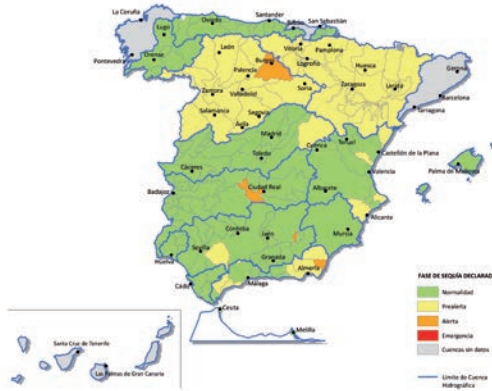 La Coruña
Lugo
Oviedo
Santander
Bilbao
San Sebastián
Pontevedra
Orense
León
Vitoria
Pamplona
Burgos
Logroño
Palencia
Huesca
Gerona
Zamora
Valladolid
Soria
Zaragoza
Lérida
Barcelona
Salamanca
Segovia
Tarragona
Ávila
Madrid
Cuenca
Teruel
Castellón de la Plana
Toledo
Cáceres
Valencia
Palma de Mallorca
Badajoz
Ciudad Real
Albacete
Alicante
Córdoba
Jaén
Murcia
Sevilla
Huelva
Granada
Almería
Cádiz
Málaga
Ceuta
Melilla
Santa Cruz de Tenerife
Las Palmas de Gran Canaria
FASE DE SEQUÍA DECLARADA
Normalidad
Prealerta
Alerta
Emergencia
Cuencas sin datos
Límite de Cuenca
Hidrográfica